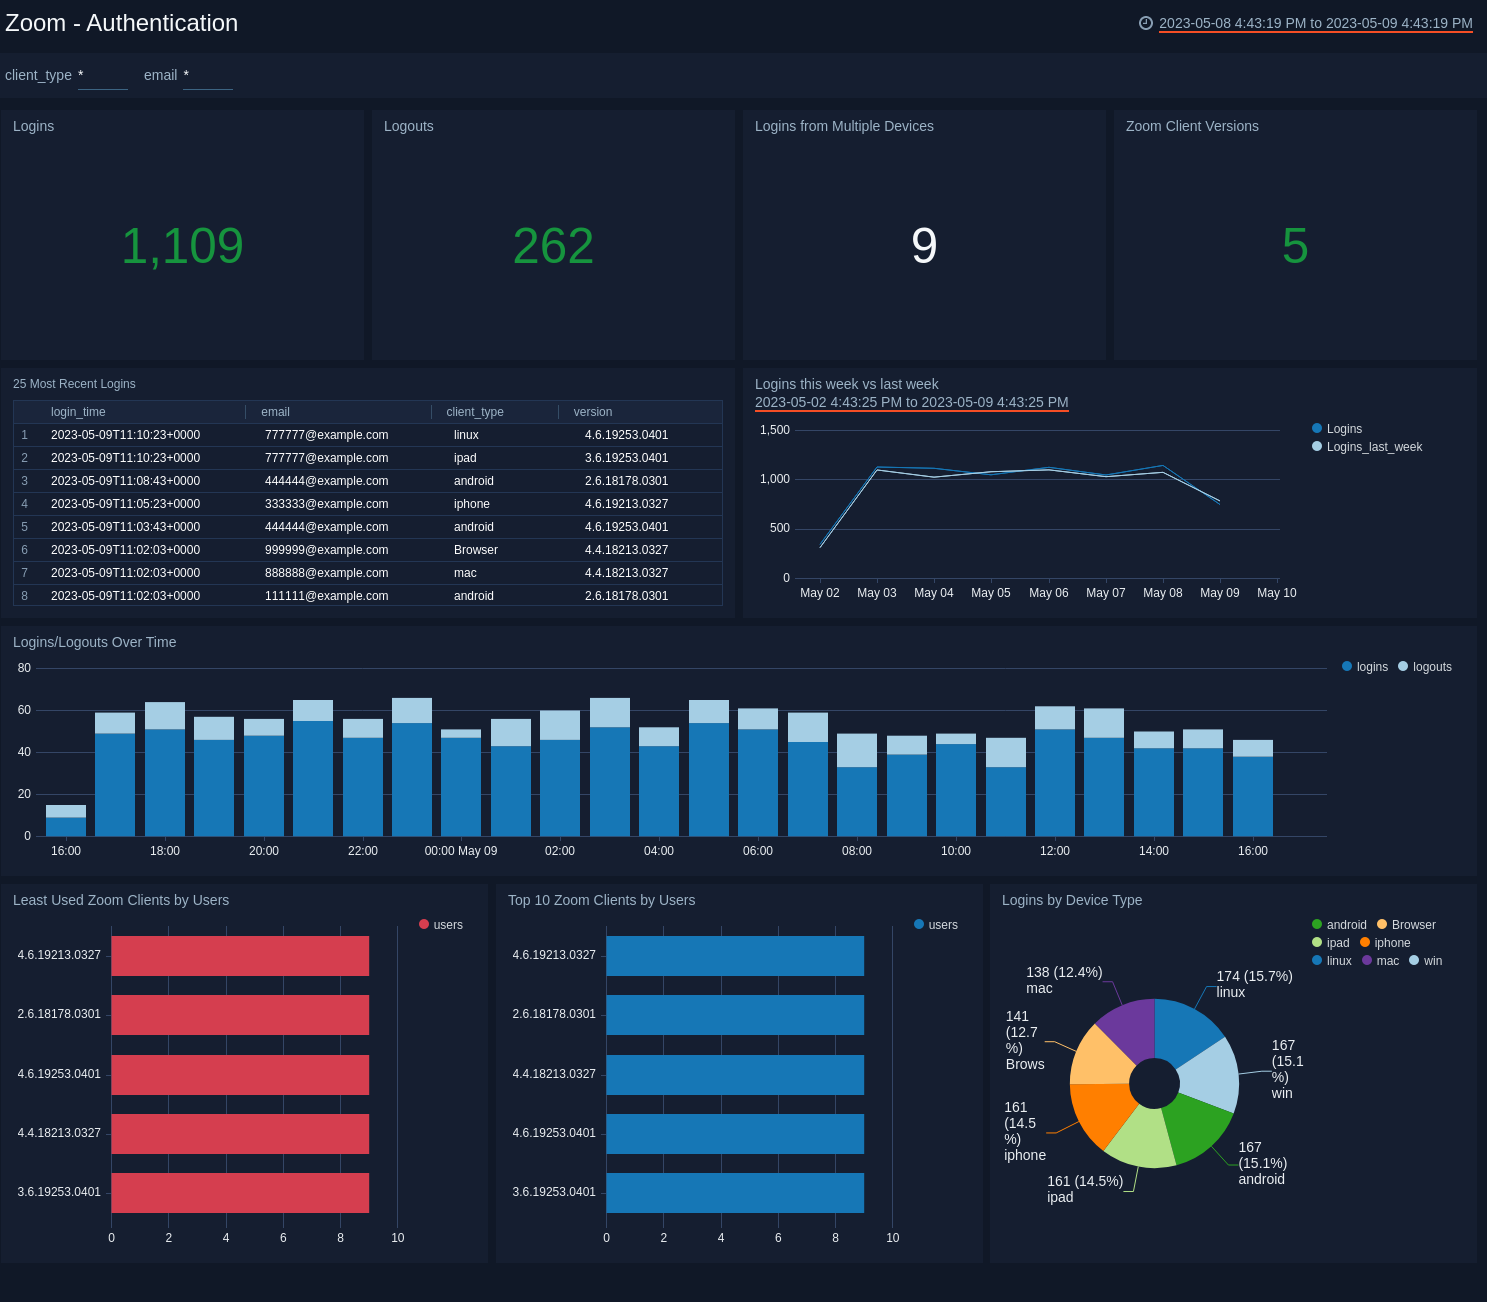 Zoom - Authentication
2023-05-08 4:43:19 PM to 2023-05-09 4:43:19 PM
client_type * email *
Logins
1,109
Logouts
262
Logins from Multiple Devices
9
Zoom Client Versions
5
25 Most Recent Logins
login_time email client_type version
1 2023-05-09T11:10:23+0000 777777@example.com linux 4.6.19253.0401
2 2023-05-09T11:10:23+0000 777777@example.com ipad 3.6.19253.0401
3 2023-05-09T11:08:43+0000 444444@example.com android 2.6.18178.0301
4 2023-05-09T11:05:23+0000 333333@example.com iphone 4.6.19213.0327
5 2023-05-09T11:03:43+0000 444444@example.com android 4.6.19253.0401
6 2023-05-09T11:02:03+0000 999999@example.com Browser 4.4.18213.0327
7 2023-05-09T11:02:03+0000 888888@example.com mac 4.4.18213.0327
8 2023-05-09T11:02:03+0000 111111@example.com android 2.6.18178.0301
Logins this week vs last week
2023-05-02 4:43:25 PM to 2023-05-09 4:43:25 PM
1,500
1,000
500
0
May 02 May 03 May 04 May 05 May 06 May 07 May 08 May 09 May 10
Logins
Logins_last_week
Logins/Logouts Over Time
80
60
40
20
0
16:00 18:00 20:00 22:00 00:00 May 09 02:00 04:00 06:00 08:00 10:00 12:00 14:00 16:00
logins logouts
Least Used Zoom Clients by Users
users
4.6.19213.0327
2.6.18178.0301
4.6.19253.0401
4.4.18213.0327
3.6.19253.0401
0 2 4 6 8 10
Top 10 Zoom Clients by Users
users
4.6.19213.0327
2.6.18178.0301
4.4.18213.0327
4.6.19253.0401
3.6.19253.0401
0 2 4 6 8 10
Logins by Device Type
android Browser
ipad iphone
linux mac win
138 (12.4%)
mac
174 (15.7%)
linux
141
(12.7
%)
Brows
167
(15.1
%)
win
161
(14.5
%)
iphone
167
(15.1%)
android
161 (14.5%)
ipad